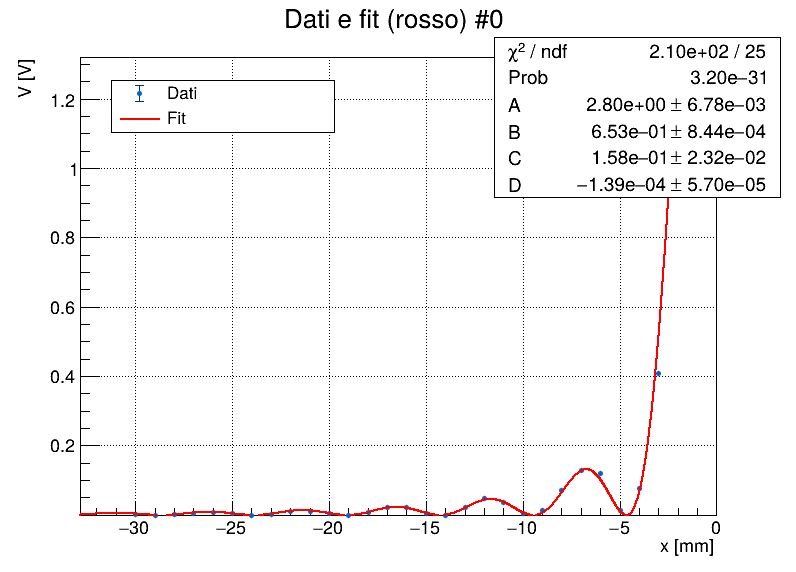 Dati e fit (rosso) #0
V [V]
χ² / ndf 2.10e+02 / 25
Prob 3.20e–31
A 2.80e+00 ± 6.78e–03
B 6.53e–01 ± 8.44e–04
C 1.58e–01 ± 2.32e–02
D –1.39e–04 ± 5.70e–05
Dati
Fit
1.2
1
0.8
0.6
0.4
0.2
–30 –25 –20 –15 –10 –5 0
x [mm]